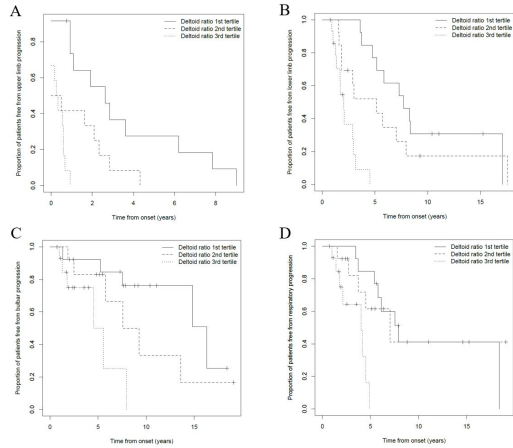 A
Deltoid ratio 1st tertile
Deltoid ratio 2nd tertile
Deltoid ratio 3rd tertile
Proportion of patients free from upper limb progression
0.0 0.2 0.4 0.6 0.8 1.0
0 2 4 6 8
Time from onset (years)
B
Deltoid ratio 1st tertile
Deltoid ratio 2nd tertile
Deltoid ratio 3rd tertile
Proportion of patients free from lower limb progression
0.0 0.2 0.4 0.6 0.8 1.0
0 5 10 15
Time from onset (years)
C
Deltoid ratio 1st tertile
Deltoid ratio 2nd tertile
Deltoid ratio 3rd tertile
Proportion of patients free from bulbar progression
0.0 0.2 0.4 0.6 0.8 1.0
0 5 10 15
Time from onset (years)
D
Deltoid ratio 1st tertile
Deltoid ratio 2nd tertile
Deltoid ratio 3rd tertile
Proportion of patients free from respiratory progression
0.0 0.2 0.4 0.6 0.8 1.0
0 5 10 15
Time from onset (years)